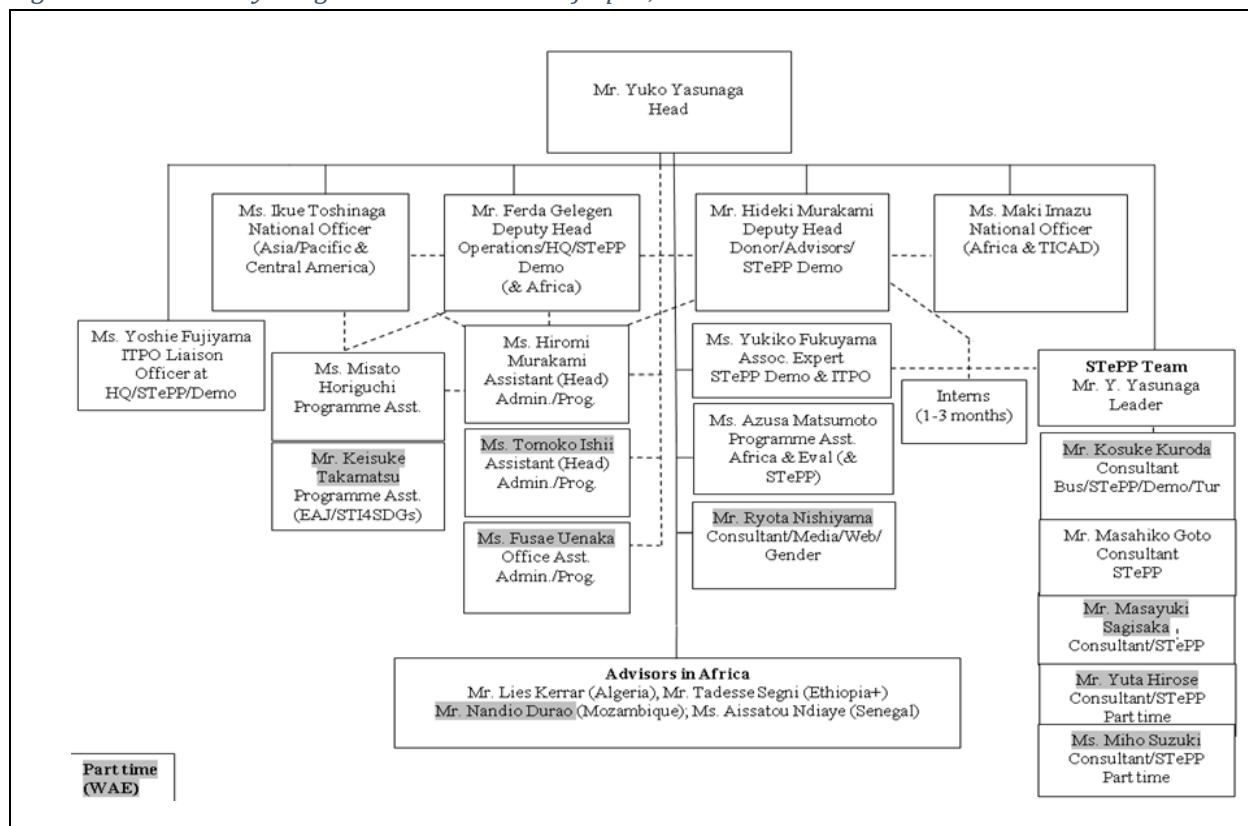 Mr. Yuko Yasunaga
Head
Ms. Ikue Toshinaga
National Officer
(Asia/Pacific &
Central America)
Mr. Ferda Gelegen
Deputy Head
Operations/HQ/STePP
Demo
(& Africa)
Mr. Hideki Murakami
Deputy Head
Donor/Advisors/
STePP Demo
Ms. Maki Imazu
National Officer
(Africa & TICAD)
Ms. Yoshie Fujiyama
ITPO Liaison
Officer at
HQ/STePP/Demo
Ms. Misato
Horiguchi
Programme Asst.
Mr. Keisuke
Takamatsu
Programme Asst.
(EAJ/STI4SDGs)
Ms. Hiromi
Murakami
Assistant (Head)
Admin./Prog.
Ms. Tomoko Ishii
Assistant (Head)
Admin./Prog.
Ms. Fusae Uenaka
Office Asst.
Admin./Prog.
Ms. Yukiko Fukuyama
Assoc. Expert
STePP Demo & ITPO
Ms. Azusa Matsumoto
Programme Asst.
Africa & Eval (&
STePP)
Mr. Ryota Nishiyama
Consultant/Media/Web/
Gender
Interns
(1-3 months)
STePP Team
Mr. Y. Yasunaga
Leader
Mr. Kosuke Kuroda
Consultant
Bus/STePP/Demo/Tur
Mr. Masahiko Goto
Consultant
STePP
Mr. Masayuki
Sagisaka
Consultant/STePP
Mr. Yuta Hirose
Consultant/STePP
Part time
Ms. Miho Suzuki
Consultant/STePP
Part time
Advisors in Africa
Mr. Lies Kerrar (Algeria), Mr. Tadesse Segni (Ethiopia+)
Mr. Nandio Durao (Mozambique); Ms. Aissatou Ndiaye (Senegal)
Part time
(WAE)